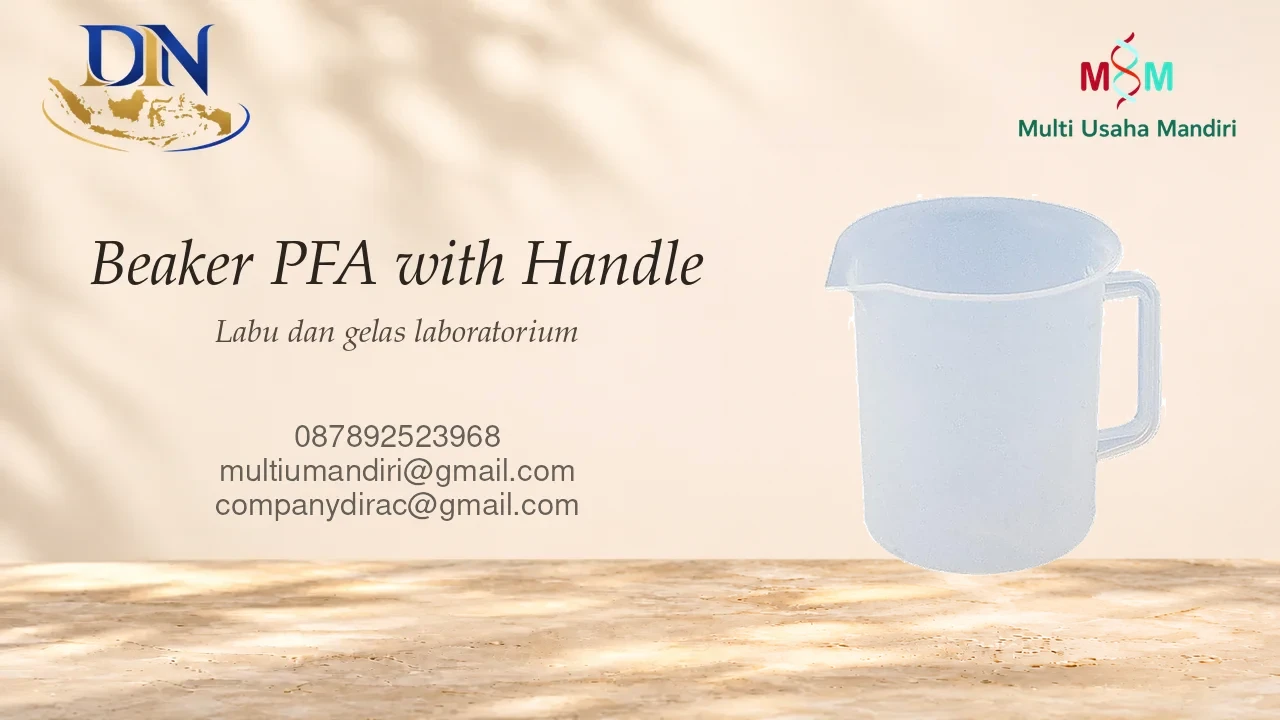 DN
M M
Multi Usaha Mandiri
Beaker PFA with Handle
Labu dan gelas laboratorium
087892523968
multiumandiri@gmail.com
companydirac@gmail.com